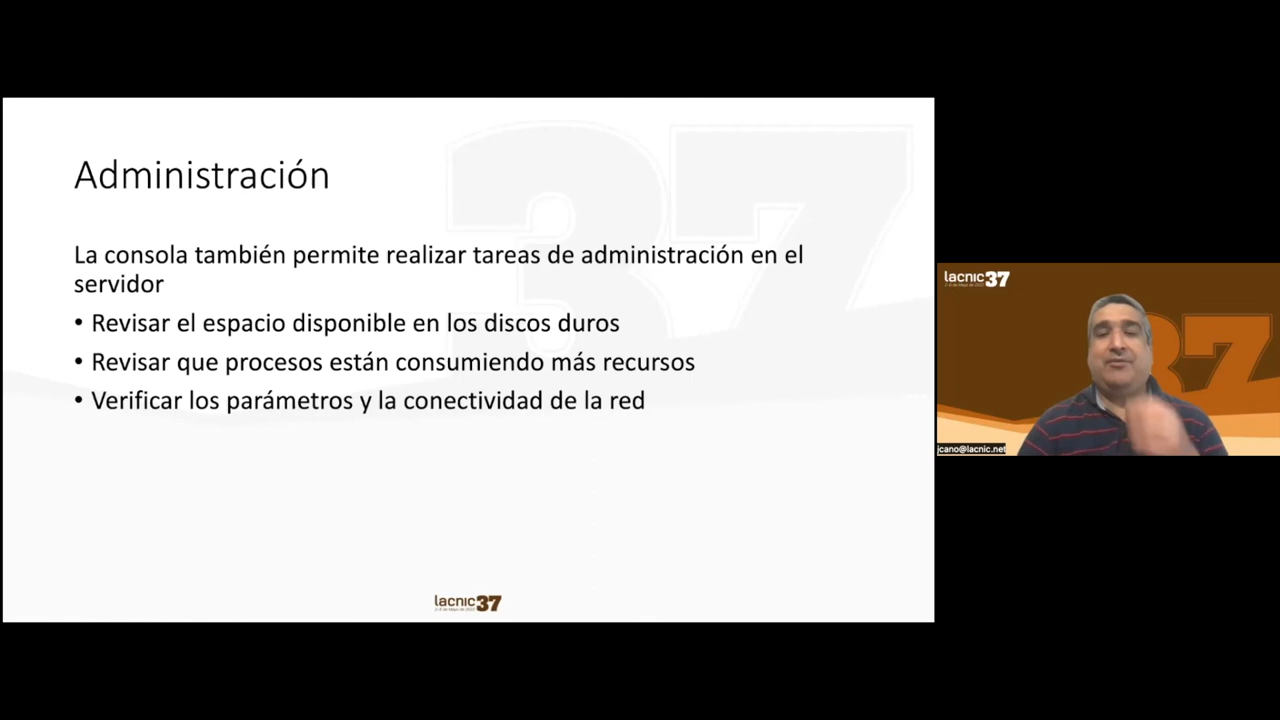 Administración
La consola también permite realizar tareas de administración en el
servidor
• Revisar el espacio disponible en los discos duros
• Revisar que procesos están consumiendo más recursos
• Verificar los parámetros y la conectividad de la red
lacnic37
lacnic37
37
jcano@lacnic.net